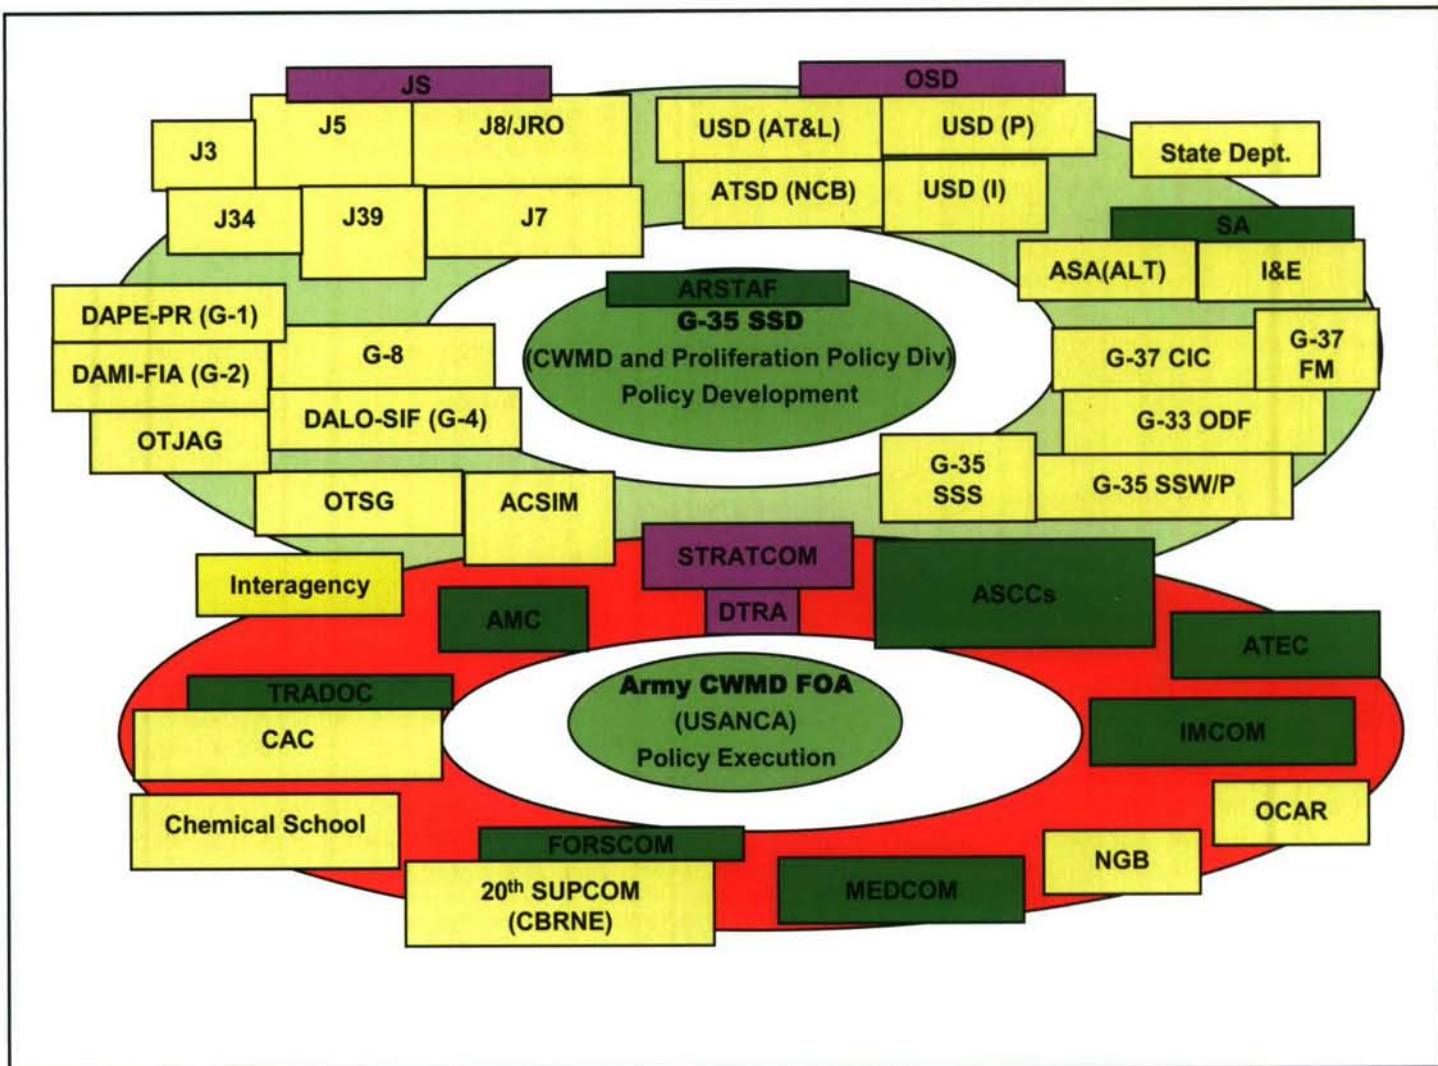 JS
OSD
J3
J5
J8/JRO
USD (AT&L)
USD (P)
State Dept.
J34
J39
J7
ATSD (NCB)
USD (I)
SA
ASA(ALT)
I&E
ARSTAF
G-35 SSD
(CWMD and Proliferation Policy Div)
Policy Development
DAPE-PR (G-1)
G-8
DAMI-FIA (G-2)
DALO-SIF (G-4)
OTJAG
G-37 CIC
G-37
FM
G-33 ODF
G-35
SSS
G-35 SSW/P
OTSG
ACSIM
STRATCOM
DTRA
ASCCs
Interagency
AMC
ATEC
TRADOC
CAC
Army CWMD FOA
(USANCA)
Policy Execution
IMCOM
Chemical School
OCAR
FORSCOM
20th SUPCOM
(CBRNE)
MEDCOM
NGB